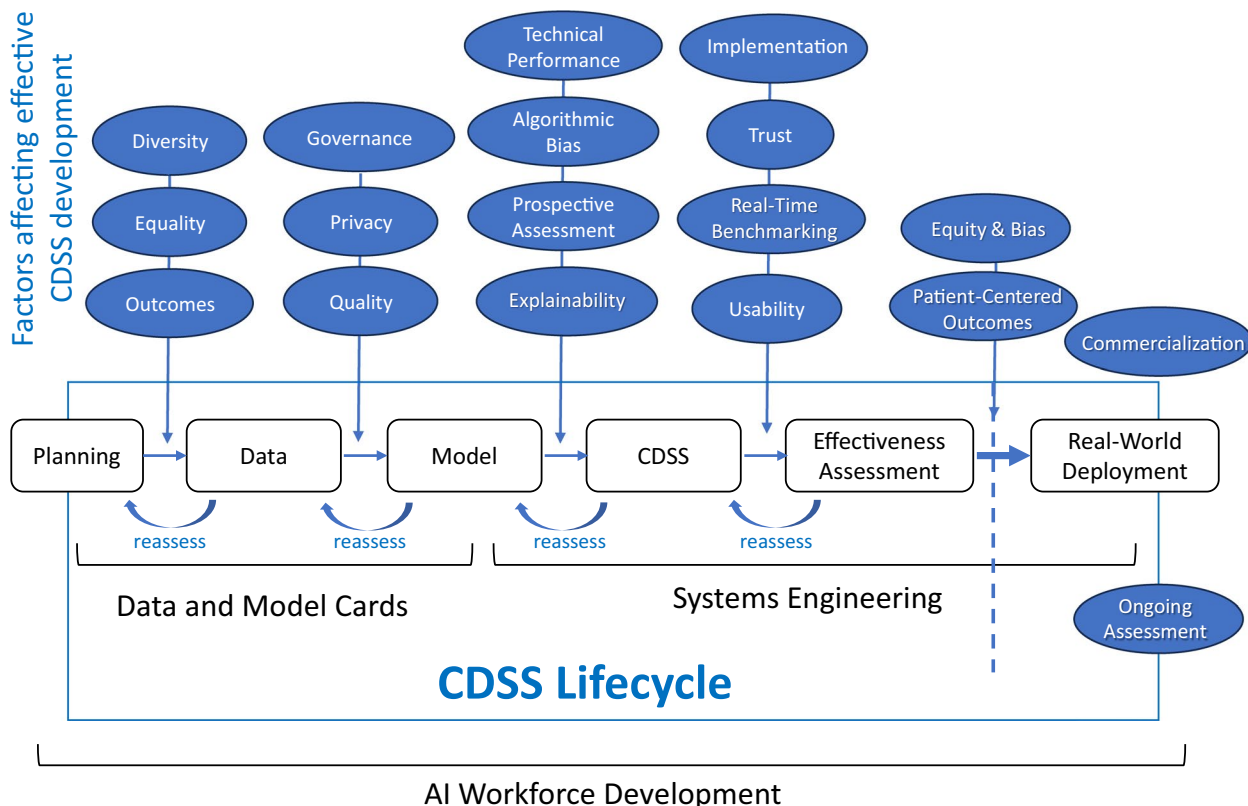 Factors affecting effective
CDSS development
Diversity
Equality
Outcomes
Governance
Privacy
Quality
Technical
Performance
Algorithmic
Bias
Prospective
Assessment
Explainability
Implementation
Trust
Real-Time
Benchmarking
Usability
Equity & Bias
Patient-Centered
Outcomes
Commercialization
Planning
Data
Model
CDSS
Effectiveness
Assessment
Real-World
Deployment
reassess
reassess
reassess
reassess
Data and Model Cards
Systems Engineering
Ongoing
Assessment
CDSS Lifecycle
AI Workforce Development